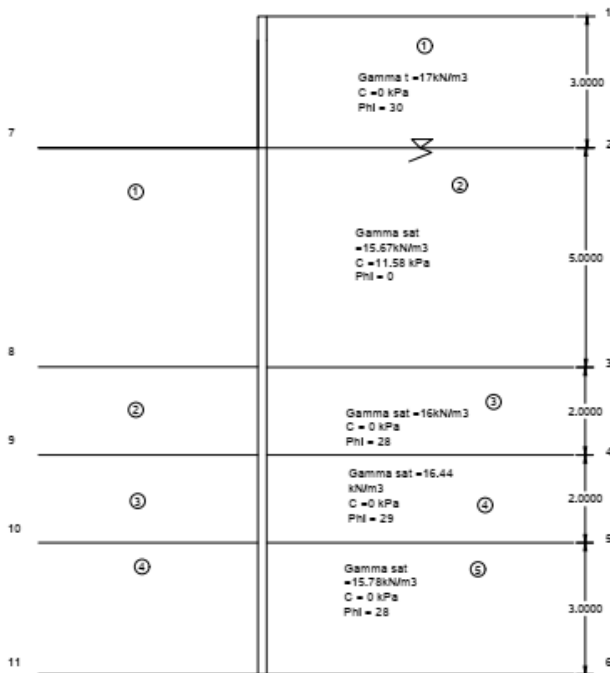 1
①
Gamma t =17kN/m3
C =0 kPa
Phi = 30
3.0000
7
2
①
②
Gamma sat
=15.67kN/m3
C =11.58 kPa
Phi = 0
5.0000
8
3
②
③
Gamma sat =16kN/m3
C = 0 kPa
Phi = 28
2.0000
9
4
③
Gamma sat =16.44
kN/m3
C =0 kPa
Phi = 29
④
2.0000
10
5
④
Gamma sat
=15.78kN/m3
C = 0 kPa
Phi = 28
⑤
3.0000
11
6